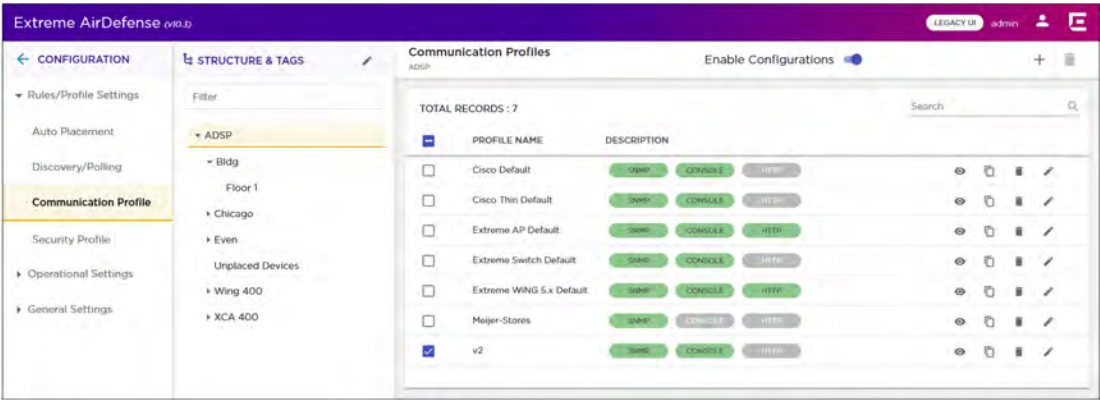 Extreme AirDefense (v10.3)
LEGACY UI admin
CONFIGURATION
Rules/Profile Settings
Auto Placement
Discovery/Polling
Communication Profile
Security Profile
Operational Settings
General Settings
STRUCTURE & TAGS
Filter
ADSP
Bldg
Floor 1
Chicago
Even
Unplaced Devices
Wing 400
XCA 400
Communication Profiles
ADSP
Enable Configurations
TOTAL RECORDS : 7
Search
PROFILE NAME DESCRIPTION
Cisco Default SNMP CONSOLE HTTP
Cisco Thin Default SNMP CONSOLE HTTP
Extreme AP Default SNMP CONSOLE HTTP
Extreme Switch Default SNMP CONSOLE HTTP
Extreme WiNG 5.x Default SNMP CONSOLE HTTP
Meijer-Stores SNMP CONSOLE HTTP
v2 SNMP CONSOLE HTTP